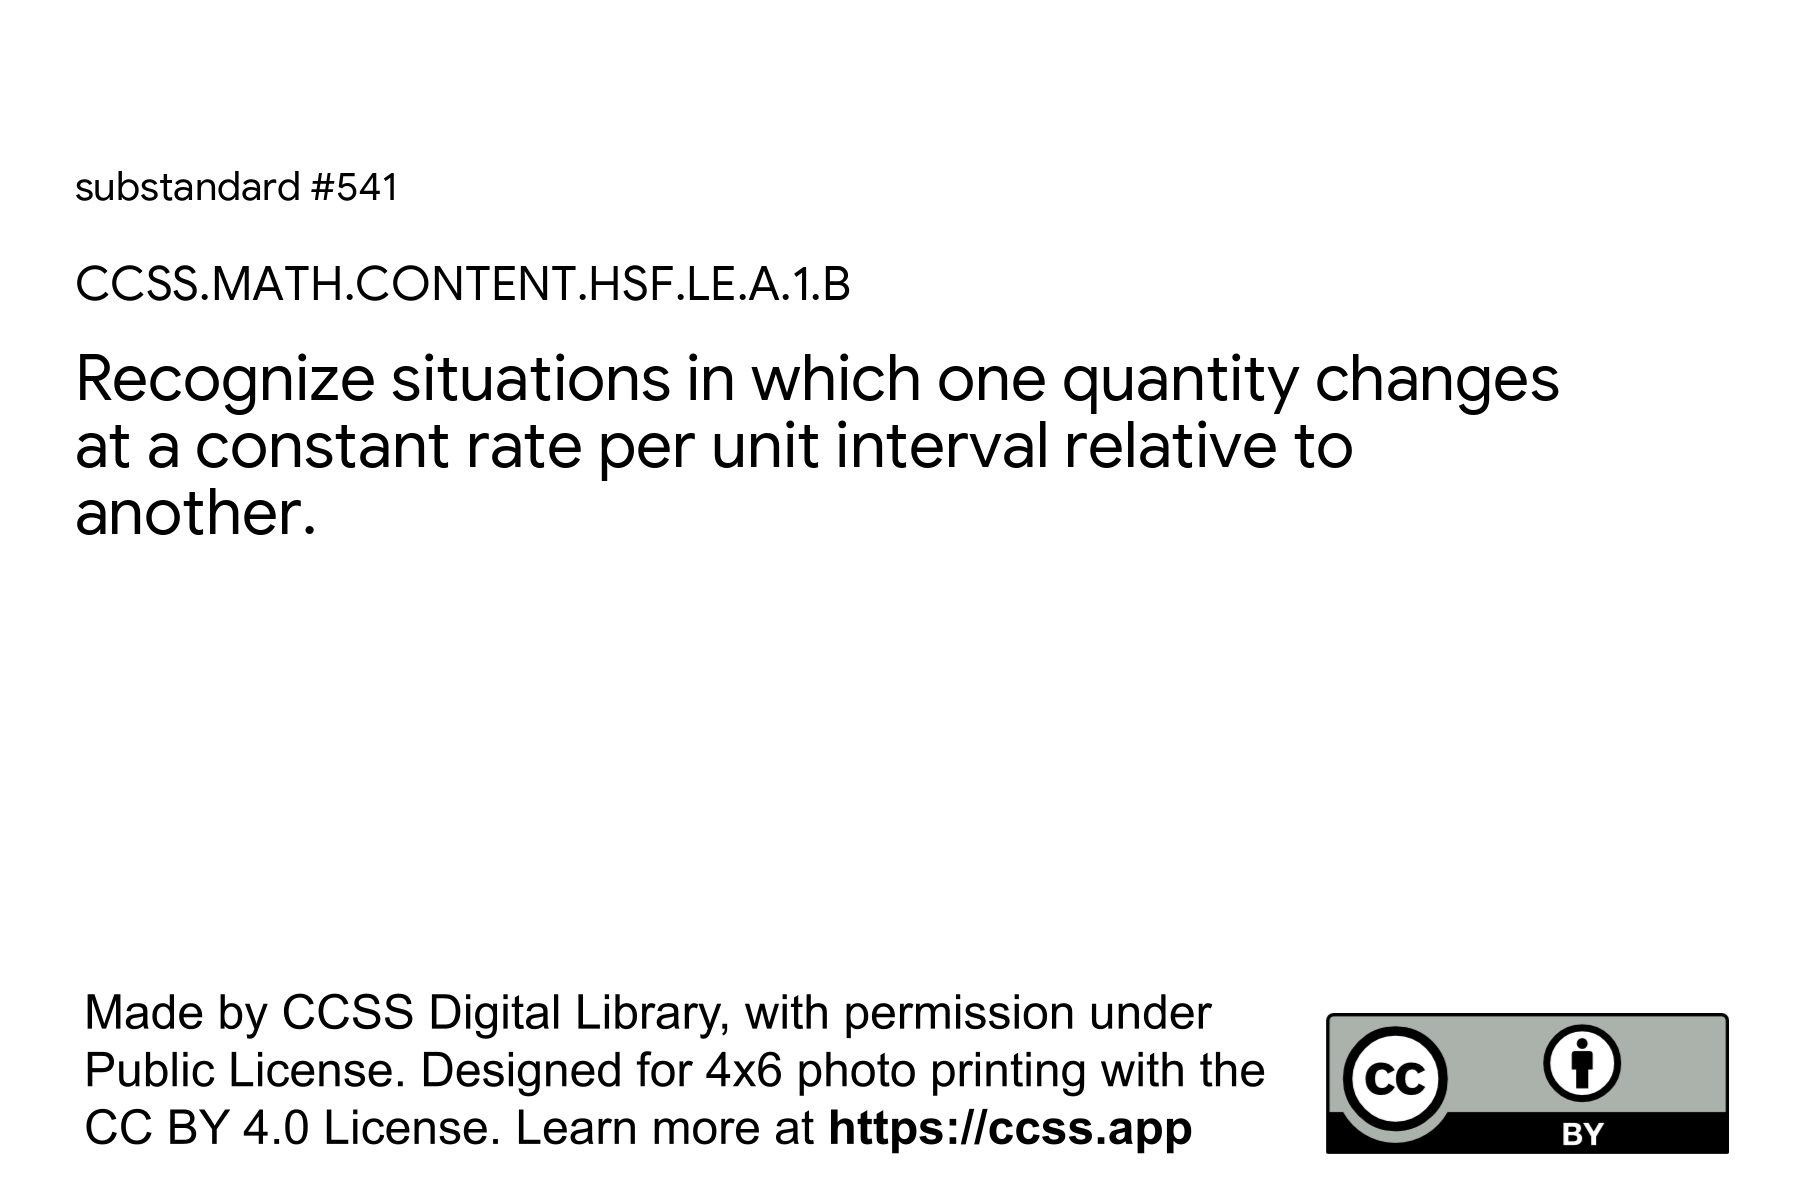 substandard #541
CCSS.MATH.CONTENT.HSF.LE.A.1.B
Recognize situations in which one quantity changes
at a constant rate per unit interval relative to
another.
Made by CCSS Digital Library, with permission under
Public License. Designed for 4x6 photo printing with the
CC BY 4.0 License. Learn more at https://ccss.app
CC
BY